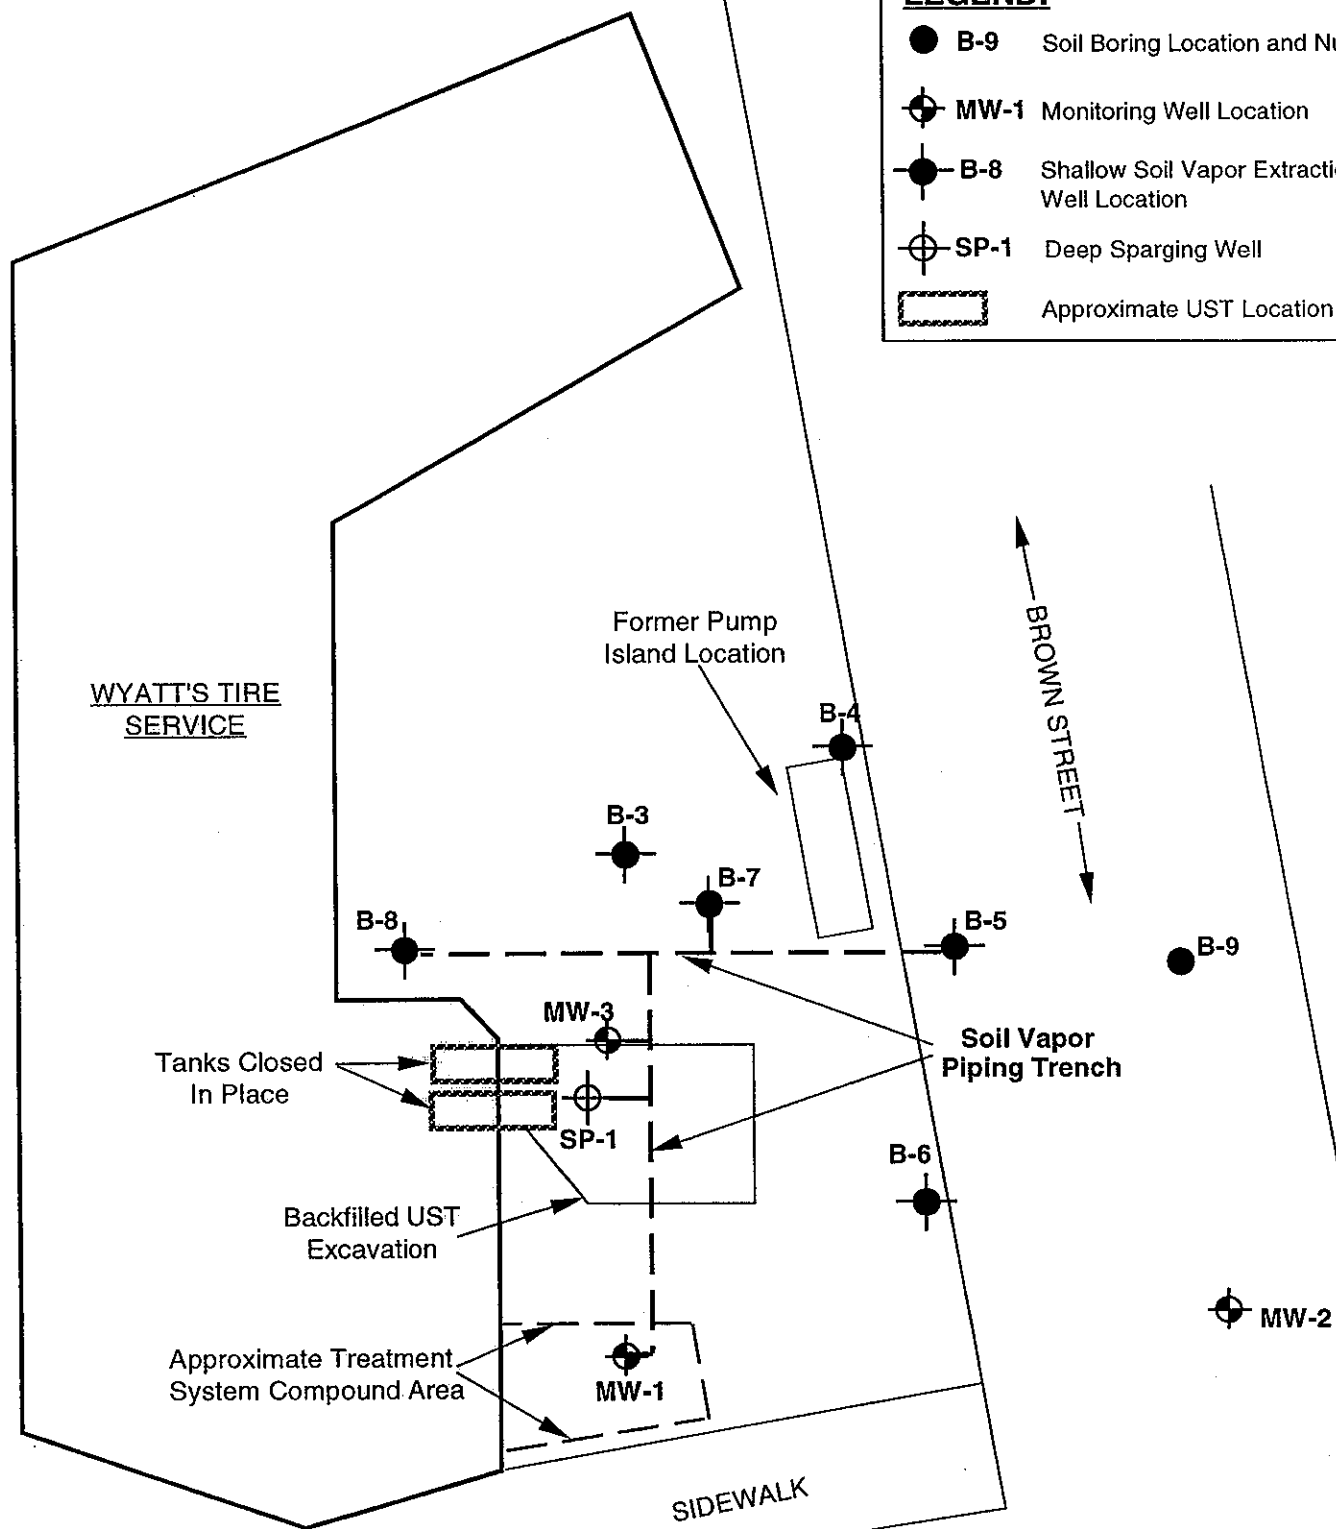 LEGEND:
B-9 Soil Boring Location and Nu
MW-1 Monitoring Well Location
B-8 Shallow Soil Vapor Extracti
Well Location
SP-1 Deep Sparging Well
Approximate UST Location
BROWN STREET
Former Pump
Island Location
WYATT'S TIRE
SERVICE
B-4
B-3
B-7
B-8
B-5
B-9
MW-3
Soil Vapor
Piping Trench
Tanks Closed
In Place
SP-1
B-6
Backfilled UST
Excavation
MW-2
Approximate Treatment
System Compound Area
MW-1
SIDEWALK